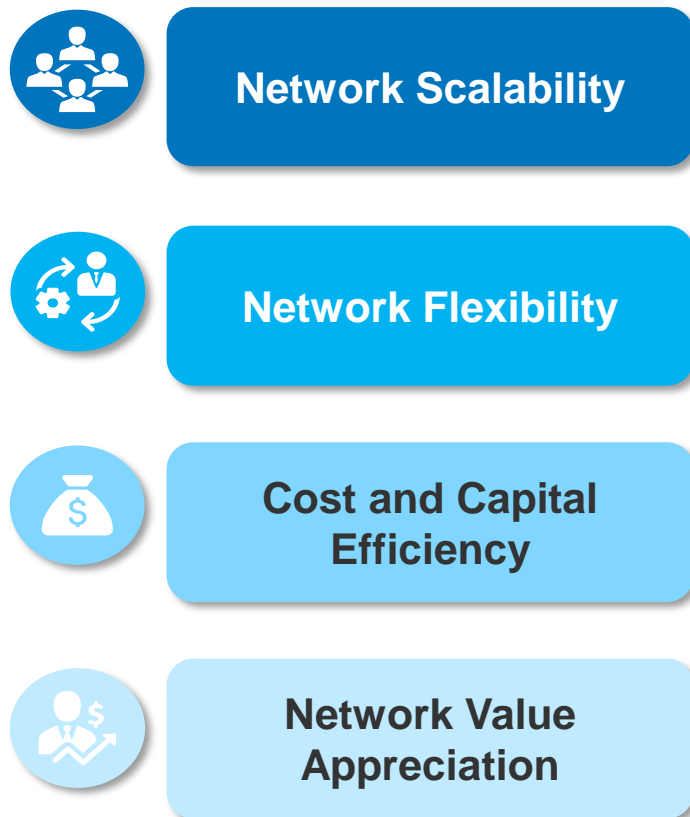 Network Scalability
Network Flexibility
$
Cost and Capital
Efficiency
$
Network Value
Appreciation